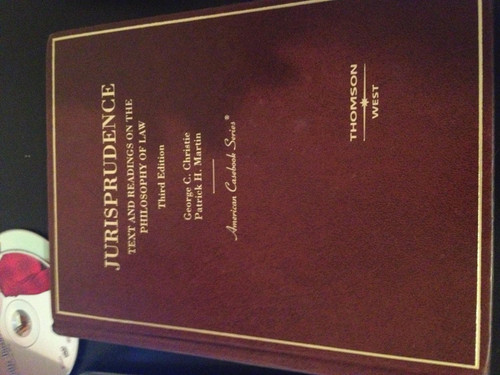 JURISPRUDENCE
TEXT AND READINGS ON THE
PHILOSOPHY OF LAW
Third Edition
George C. Christie
Patrick H. Martin
American Casebook Series®
THOMSON
WEST